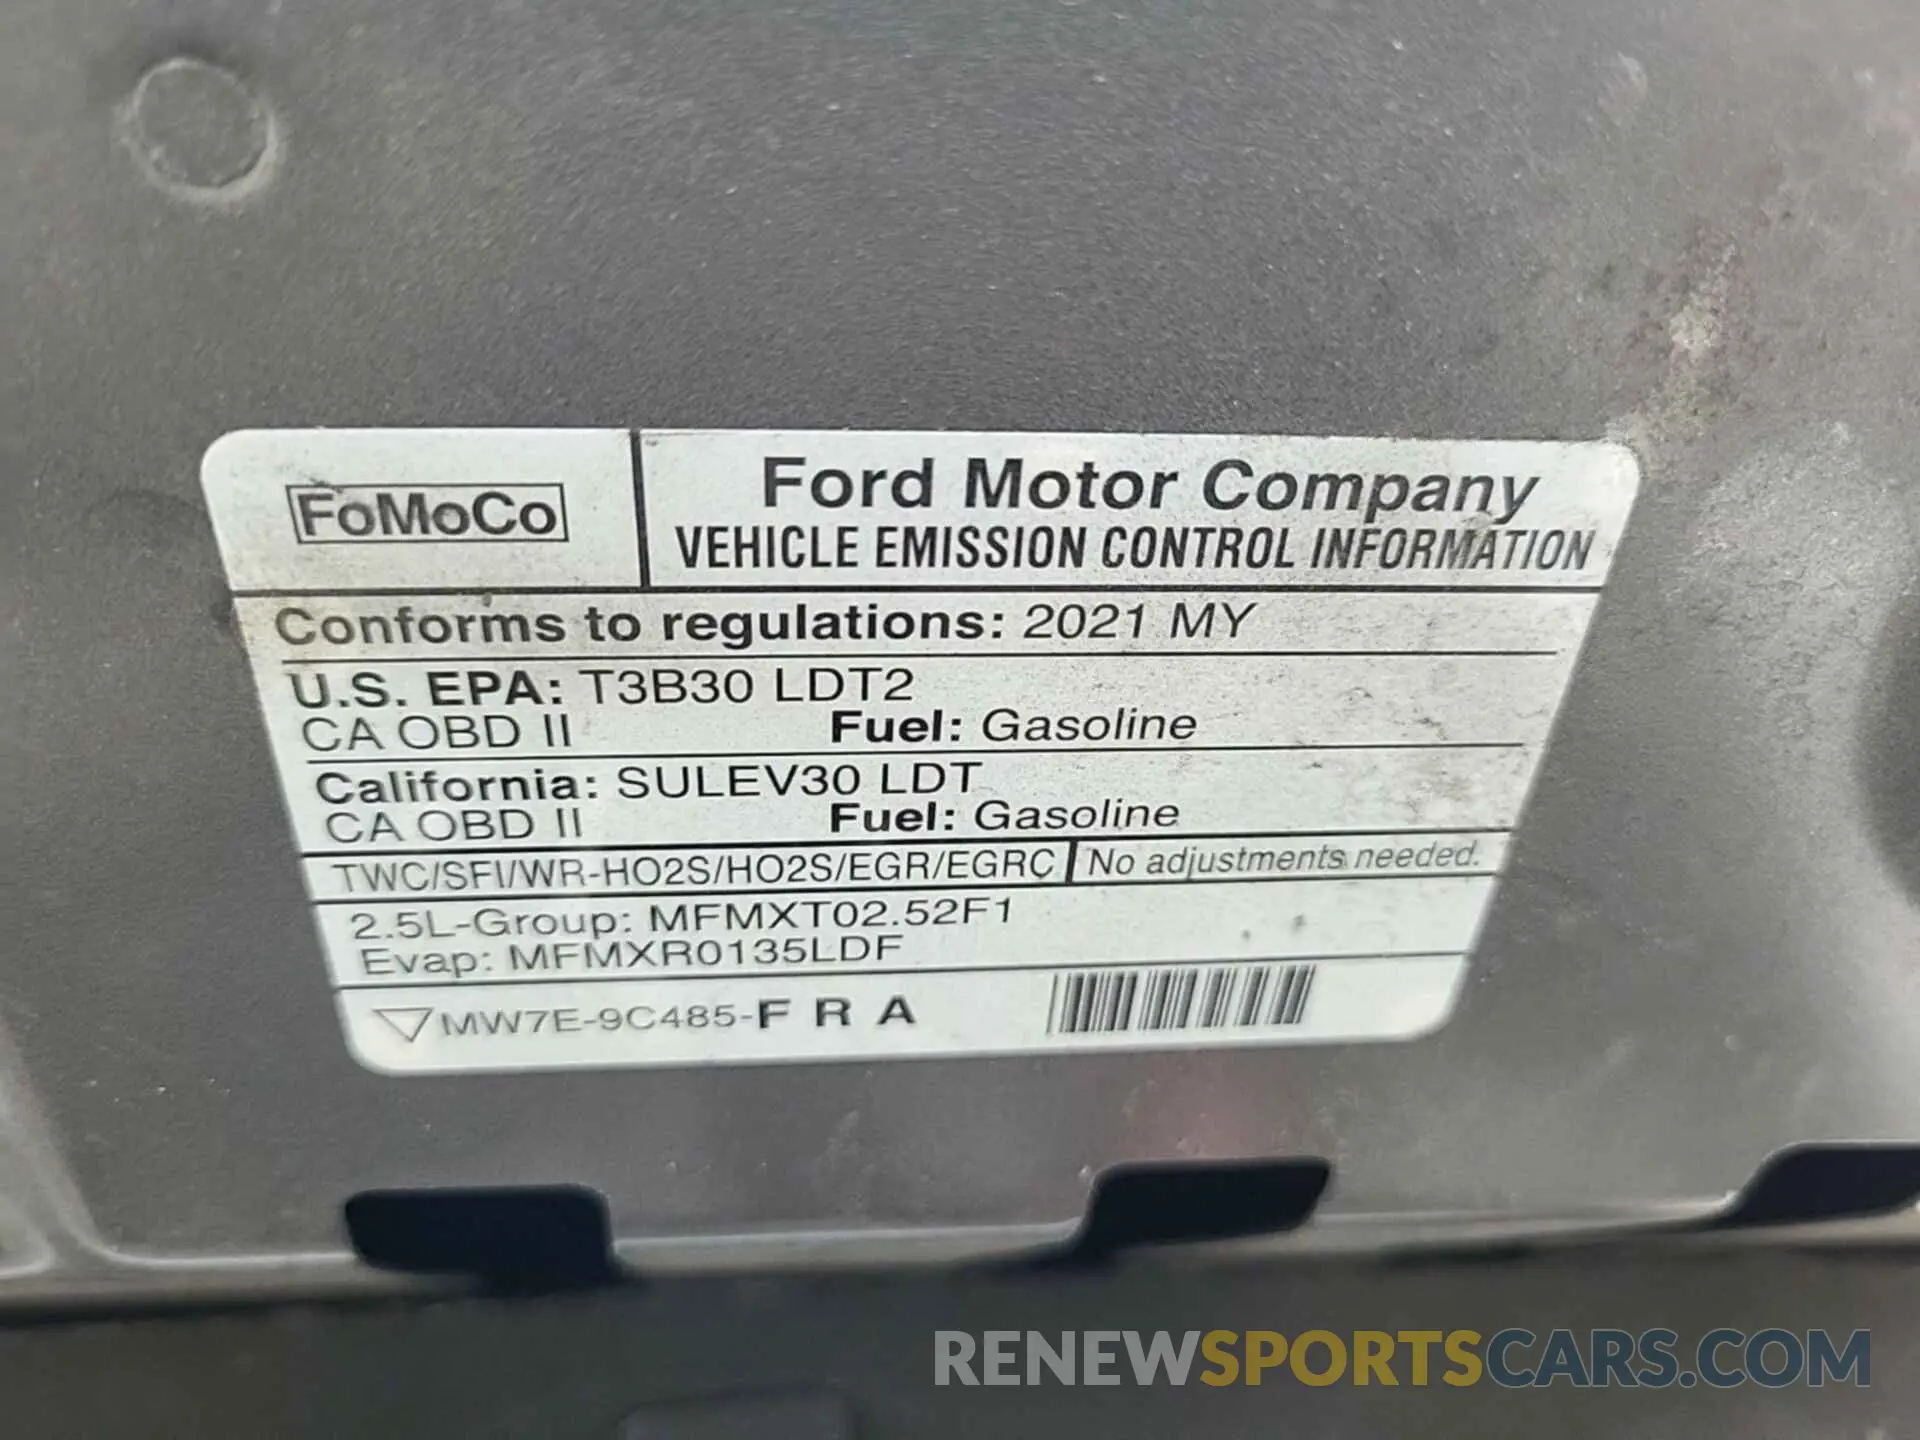 FoMoCo
Ford Motor Company
VEHICLE EMISSION CONTROL INFORMATION
Conforms to regulations: 2021 MY
U.S. EPA: T3B30 LDT2
CA OBD II Fuel: Gasoline
California: SULEV30 LDT
CA OBD II Fuel: Gasoline
TWC/SFI/WR-HO2S/HO2S/EGR/EGRC No adjustments needed.
2.5L-Group: MFMXT02.52F1
Evap: MFMXR0135LDF
MW7E-9C485-F R A
RENEWSPORTSCARS.COM